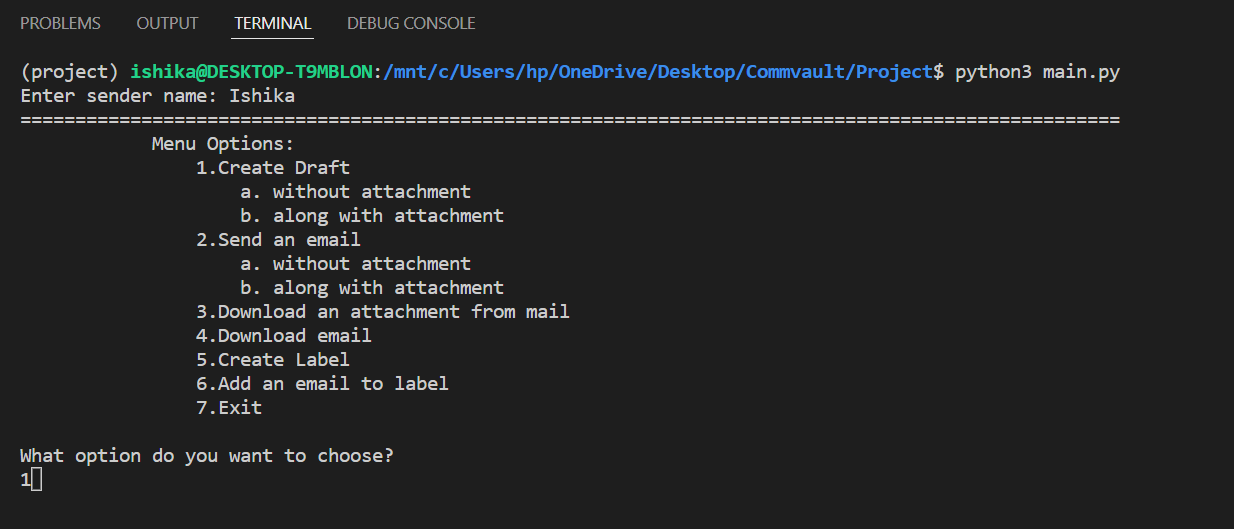 PROBLEMS OUTPUT TERMINAL DEBUG CONSOLE
(project) ishika@DESKTOP-T9MBLON:/mnt/c/Users/hp/OneDrive/Desktop/Commvault/Project$ python3 main.py
Enter sender name: Ishika
====================================================================================================
Menu Options:
1.Create Draft
a. without attachment
b. along with attachment
2.Send an email
a. without attachment
b. along with attachment
3.Download an attachment from mail
4.Download email
5.Create Label
6.Add an email to label
7.Exit
What option do you want to choose?
1